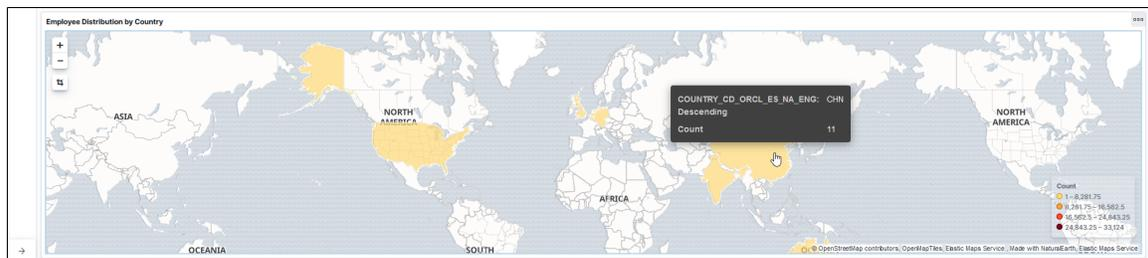 Employee Distribution by Country
ASIA
NORTH
AMERICA
COUNTRY_CD_ORCL_ES_NA_ENG: CHN
Descending
Count 11
NORTH
AMERICA
AFRICA
OCEANIA
SOUTH
Count
1 – 8,281.75
8,281.75 – 16,562.5
16,562.5 – 24,843.25
24,843.25 – 33,124
© OpenStreetMap contributors, OpenMapTiles, Elastic Maps Service, Made with NaturalEarth, Elastic Maps Service